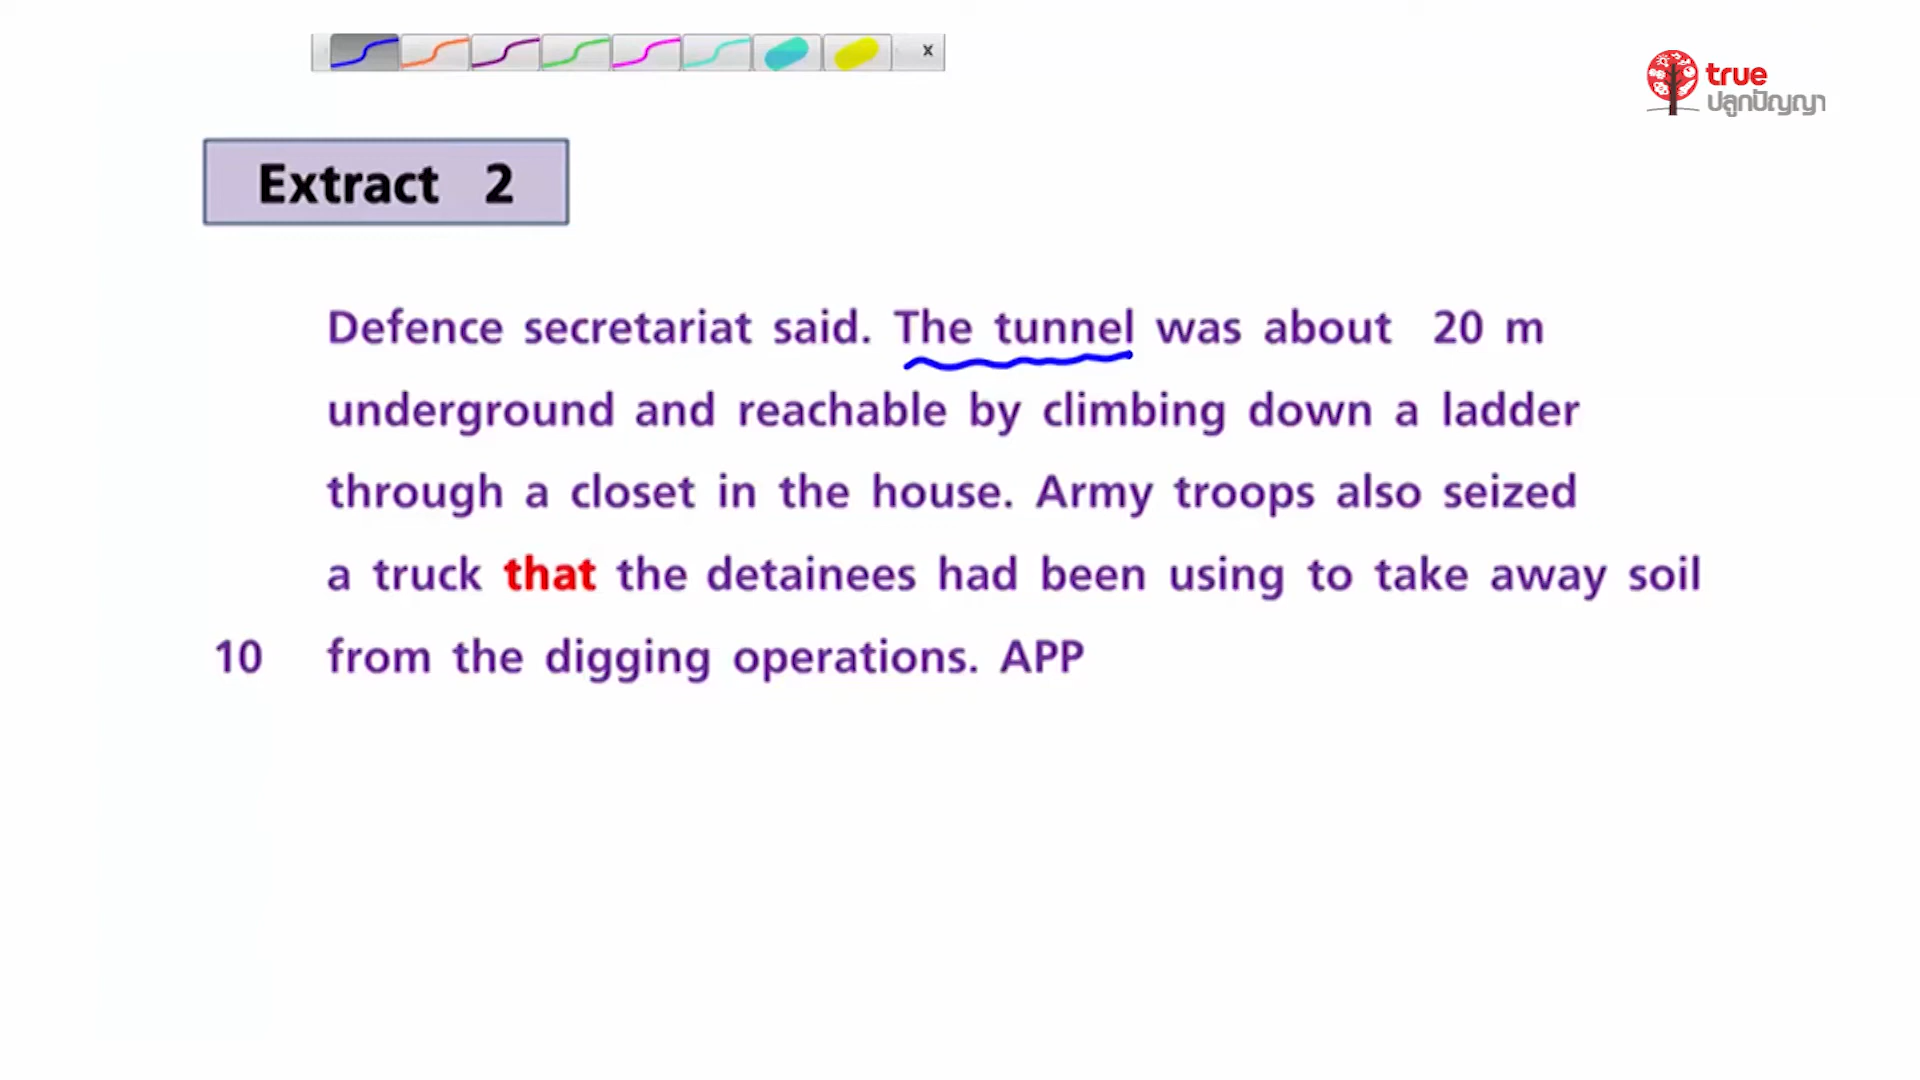 x
true
ปลูกปัญญา
Extract 2
Defence secretariat said. The tunnel was about 20 m
underground and reachable by climbing down a ladder
through a closet in the house. Army troops also seized
a truck that the detainees had been using to take away soil
10 from the digging operations. APP